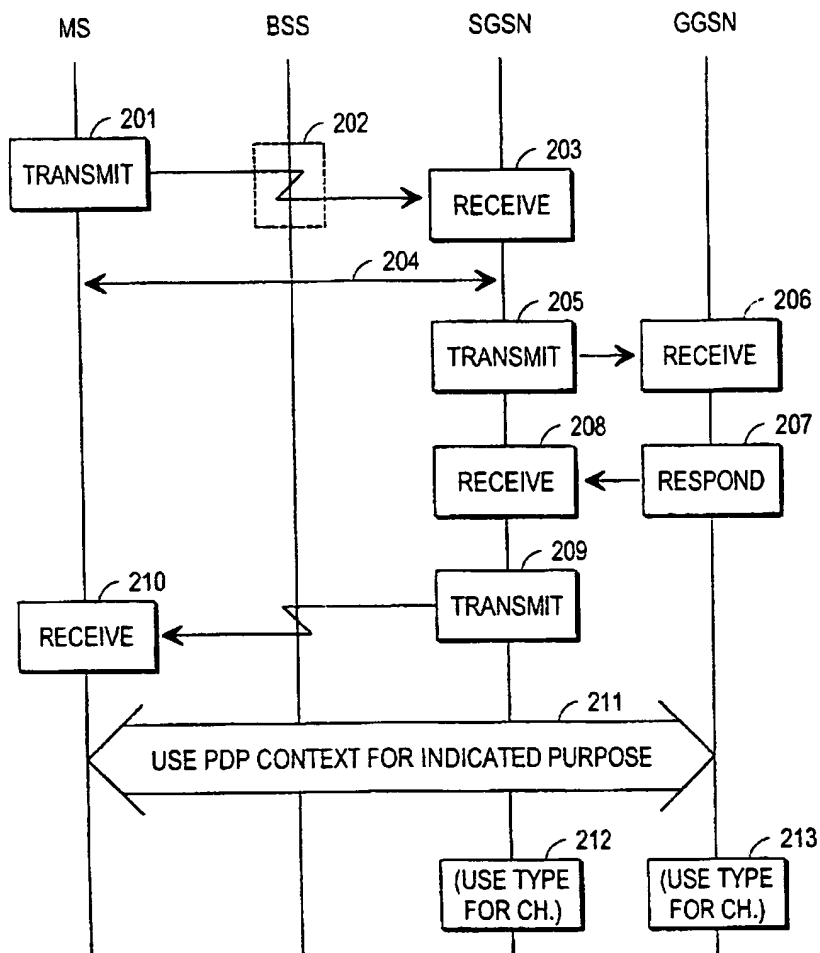 MS BSS SGSN GGSN
201 202 203
TRANSMIT RECEIVE
204
205 206
TRANSMIT RECEIVE
208 207
RECEIVE RESPOND
209
TRANSMIT
210
RECEIVE
211
USE PDP CONTEXT FOR INDICATED PURPOSE
212 213
(USE TYPE (USE TYPE
FOR CH.) FOR CH.)